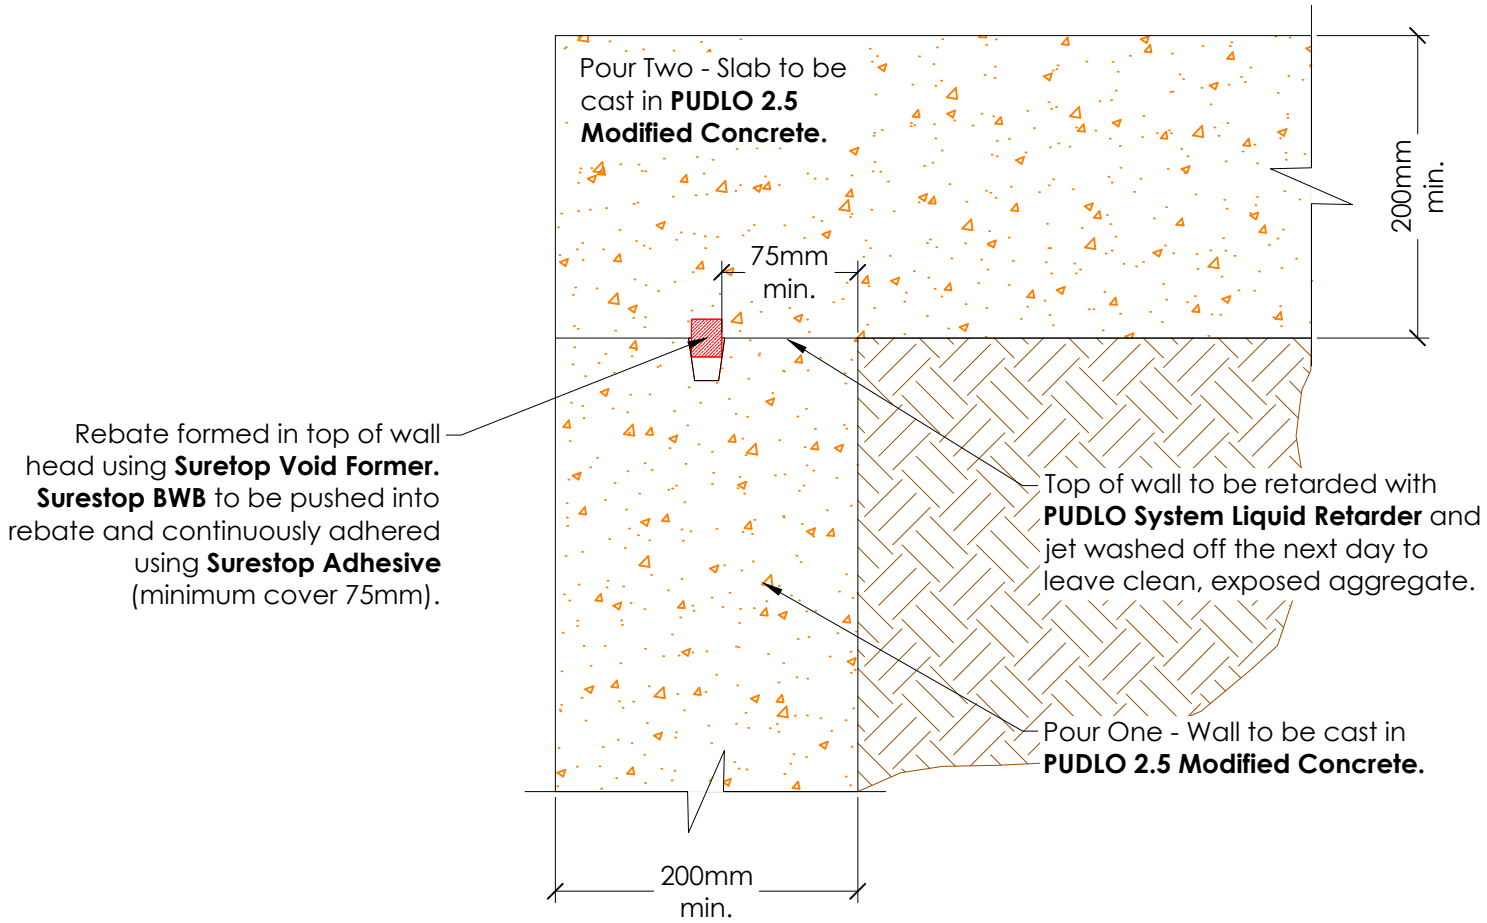 Pour Two - Slab to be
cast in PUDLO 2.5
Modified Concrete.
200mm
min.
75mm
min.
Rebate formed in top of wall
head using Suretop Void Former.
Surestop BWB to be pushed into
rebate and continuously adhered
using Surestop Adhesive
(minimum cover 75mm).
Top of wall to be retarded with
PUDLO System Liquid Retarder and
jet washed off the next day to
leave clean, exposed aggregate.
Pour One - Wall to be cast in
PUDLO 2.5 Modified Concrete.
200mm
min.